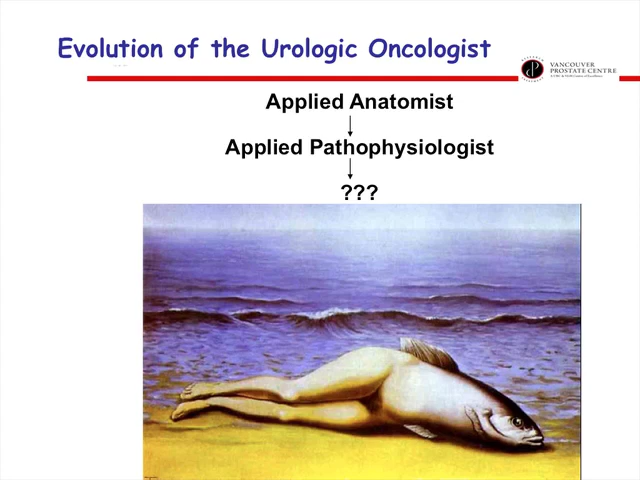 Evolution of the Urologic Oncologist
VANCOUVER
PROSTATE CENTRE
Applied Anatomist
Applied Pathophysiologist
???